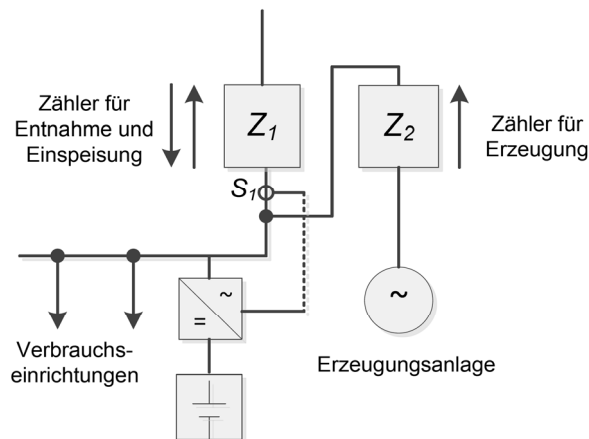 Zähler für
Entnahme und
Einspeisung
Z1
Z2
Zähler für
Erzeugung
S1
~
=
~
Verbrauchs-
einrichtungen
Erzeugungsanlage